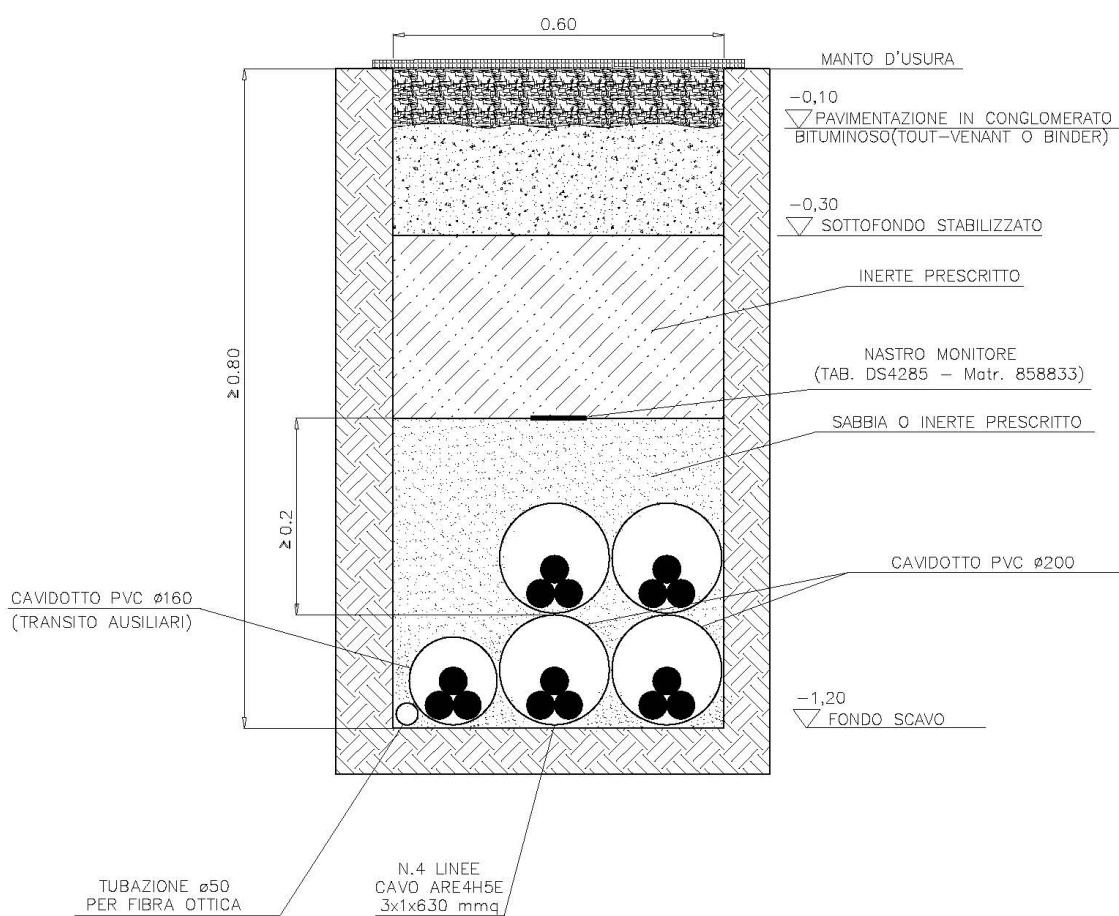 0.60
MANTO D'USURA
-0,10
PAVIMENTAZIONE IN CONGLOMERATO
BITUMINOSO(TOUT-VENANT O BINDER)
-0,30
SOTTOFONDO STABILIZZATO
INERTE PRESCRITTO
≥0.80
NASTRO MONITORE
(TAB. DS4285 - Matr. 858833)
SABBIA O INERTE PRESCRITTO
≥0.2
CAVIDOTTO PVC ø200
CAVIDOTTO PVC ø160
(TRANSITO AUSILIARI)
-1,20
FONDO SCAVO
TUBAZIONE ø50
PER FIBRA OTTICA
N.4 LINEE
CAVO ARE4H5E
3x1x630 mmq